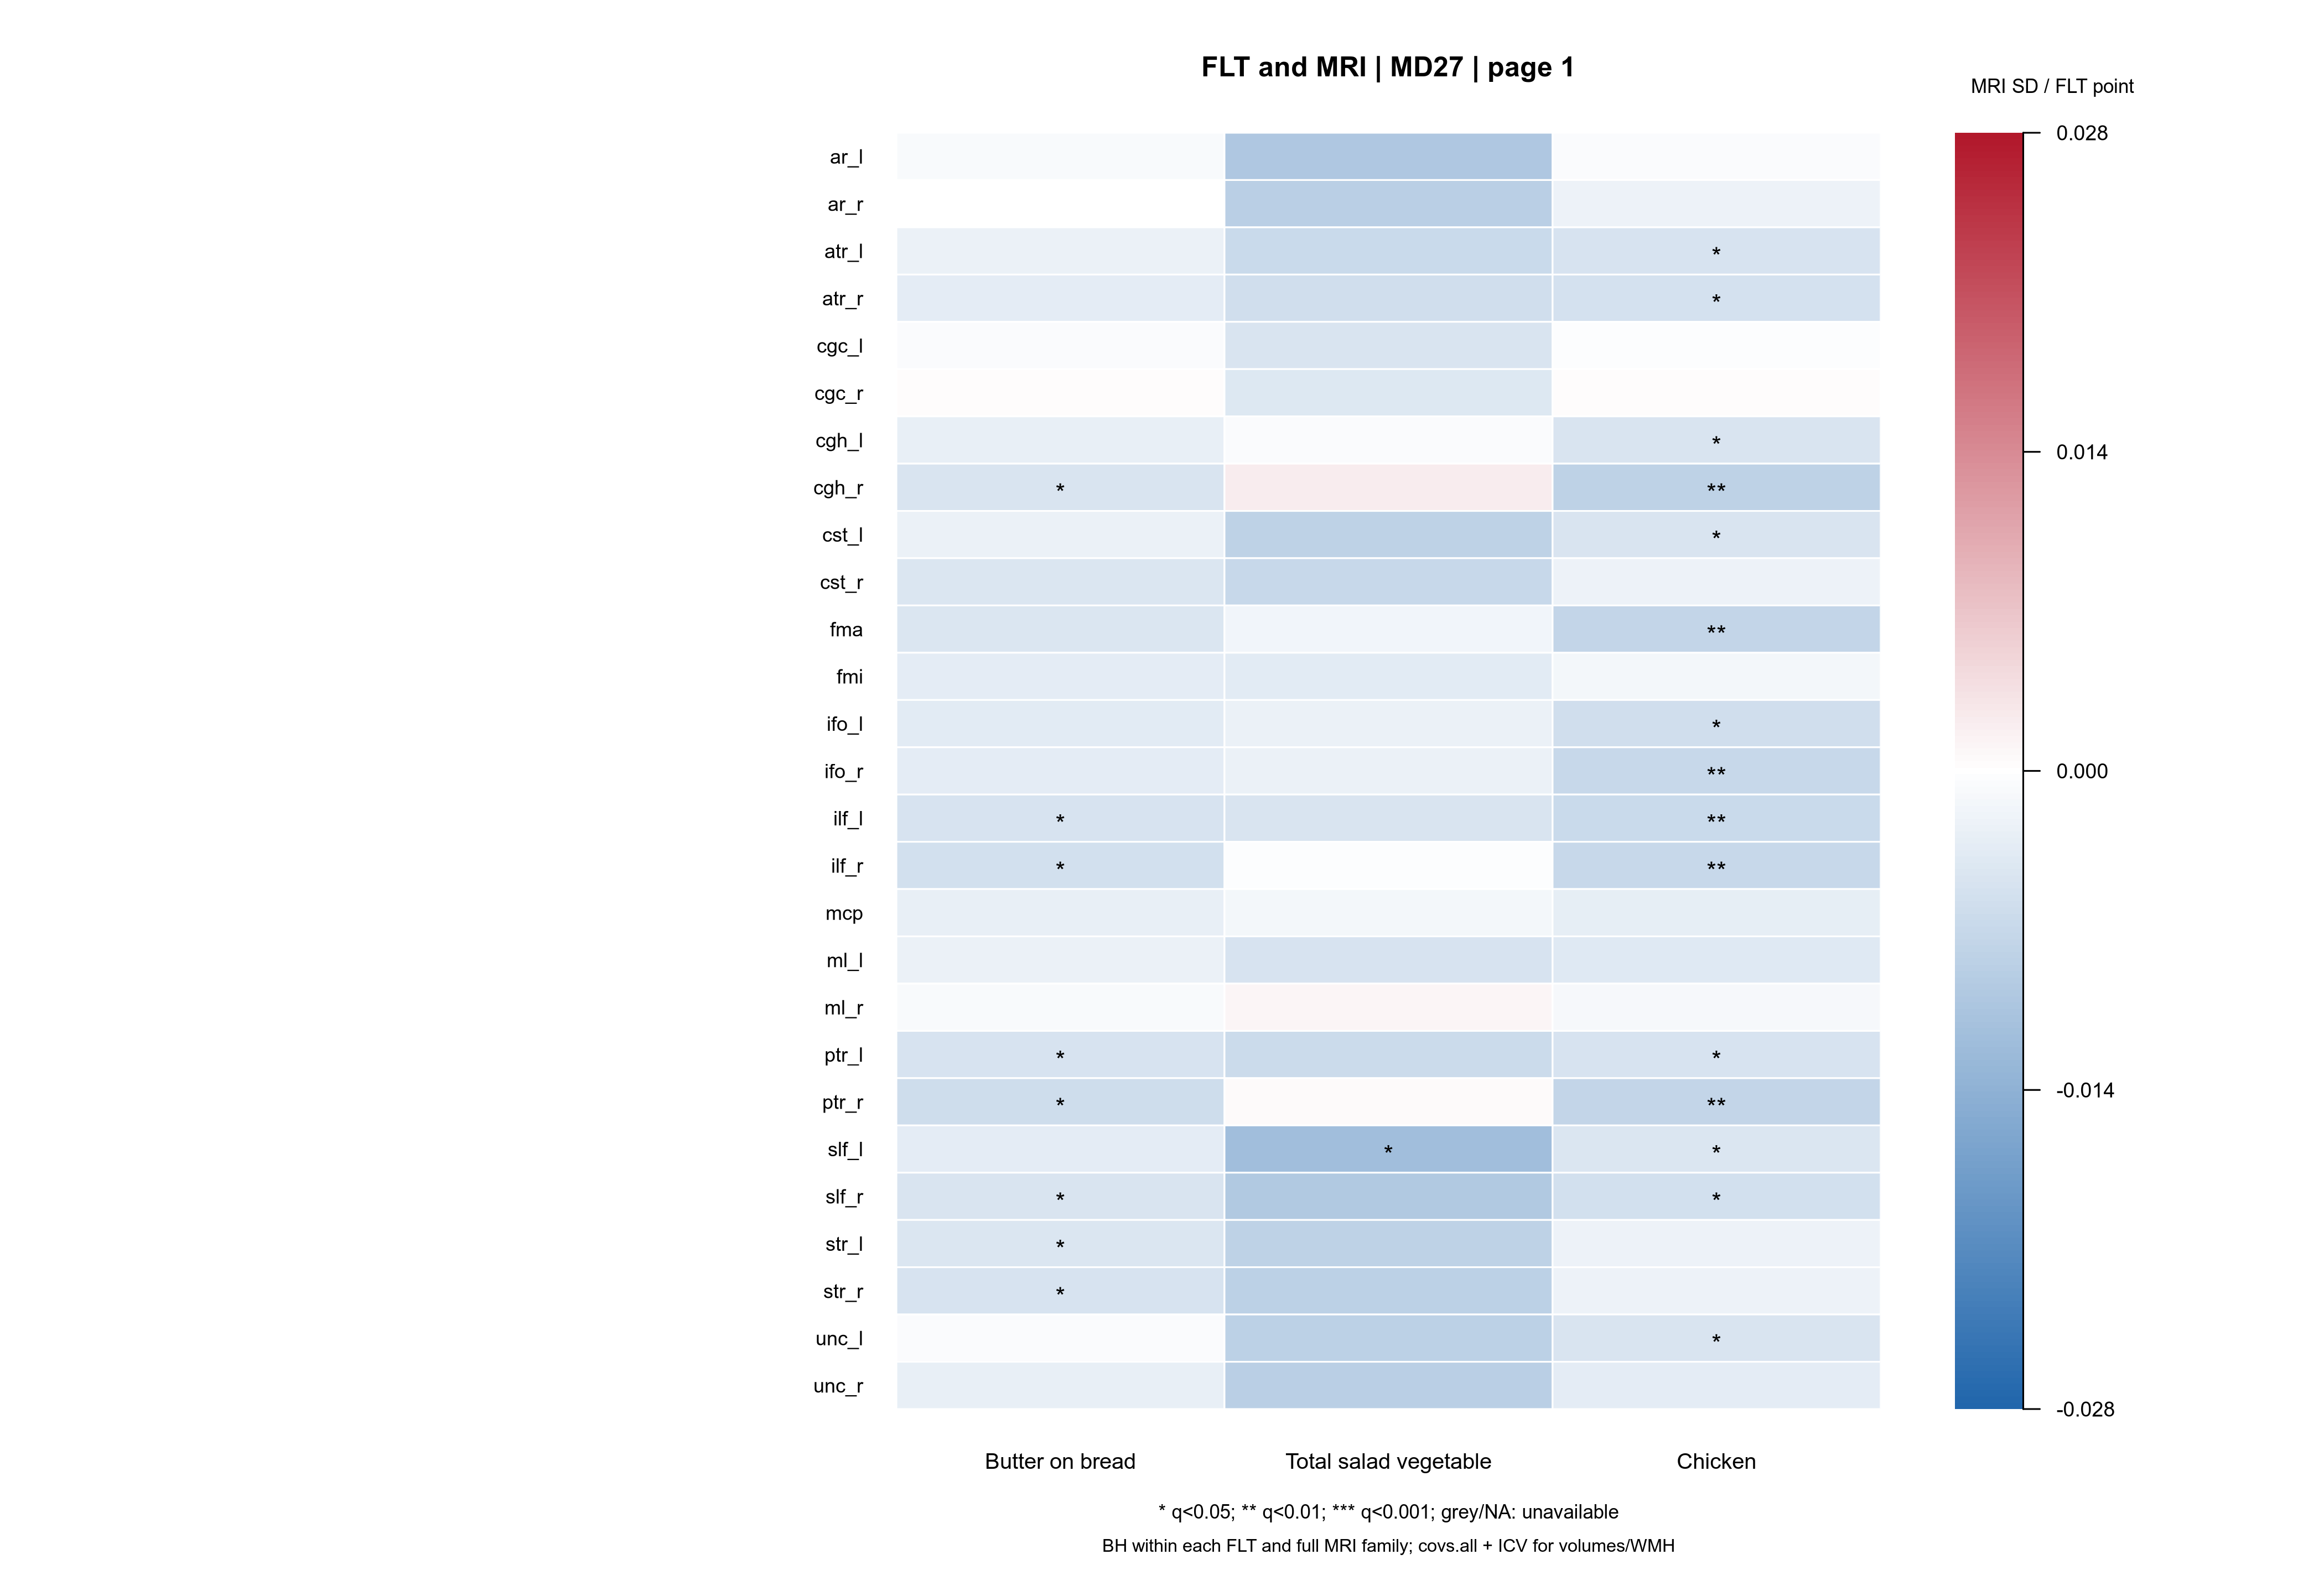 FLT and MRI | MD27 | page 1
MRI SD / FLT point
0.028
0.014
0.000
-0.014
-0.028
ar_l
ar_r
atr_l *
atr_r *
cgc_l
cgc_r
cgh_l *
cgh_r * **
cst_l *
cst_r
fma **
fmi
ifo_l *
ifo_r **
ilf_l * **
ilf_r * **
mcp
ml_l
ml_r
ptr_l * *
ptr_r * **
slf_l * *
slf_r * *
str_l *
str_r *
unc_l *
unc_r
Butter on bread Total salad vegetable Chicken
* q<0.05; ** q<0.01; *** q<0.001; grey/NA: unavailable
BH within each FLT and full MRI family; covs.all + ICV for volumes/WMH